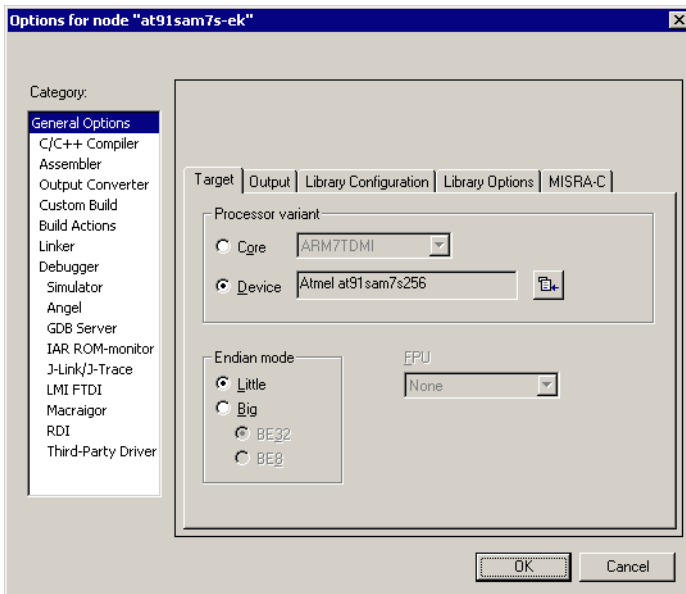 Options for node "at91sam7s-ek"
Category:
General Options
C/C++ Compiler
Assembler
Output Converter
Custom Build
Build Actions
Linker
Debugger
Simulator
Angel
GDB Server
IAR ROM-monitor
J-Link/J-Trace
LMI FTDI
Macraigor
RDI
Third-Party Driver
Target Output Library Configuration Library Options MISRA-C
Processor variant
Core ARM7TDMI
Device Atmel at91sam7s256
Endian mode
Little
Big
BE32
BE8
FPU
None
OK Cancel